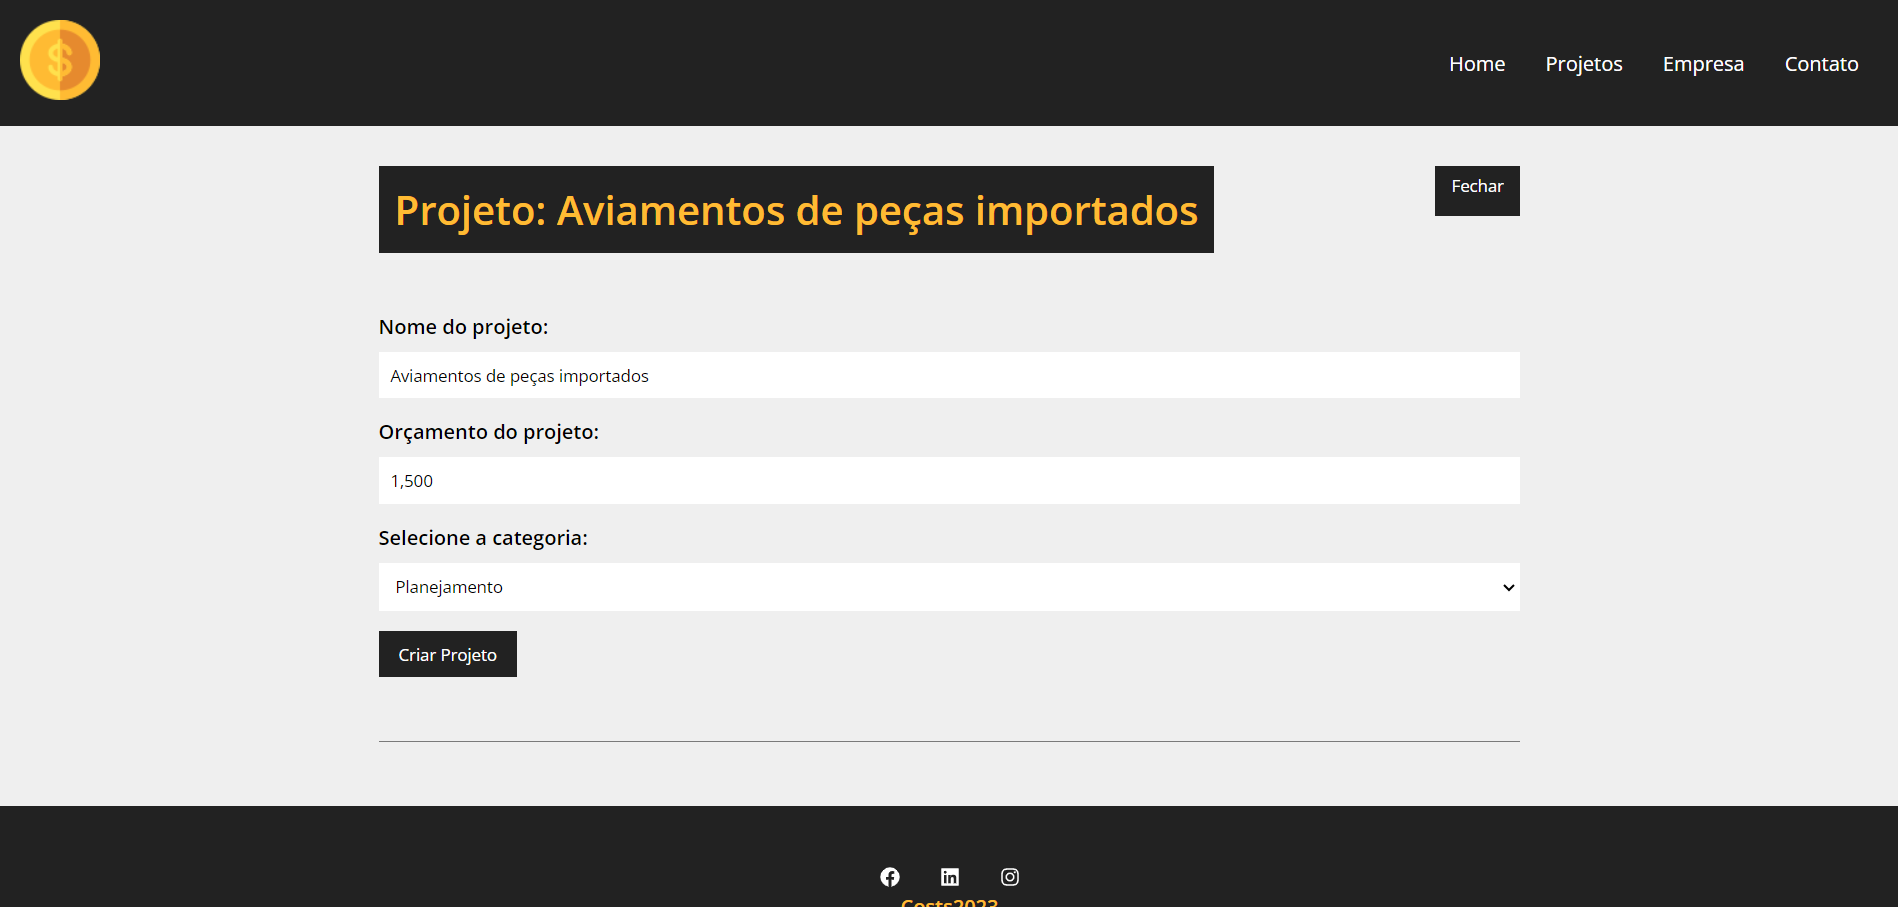 $
Home Projetos Empresa Contato
Projeto: Aviamentos de peças importados
Fechar
Nome do projeto:
Aviamentos de peças importados
Orçamento do projeto:
1,500
Selecione a categoria:
Planejamento
Criar Projeto
Costs2023